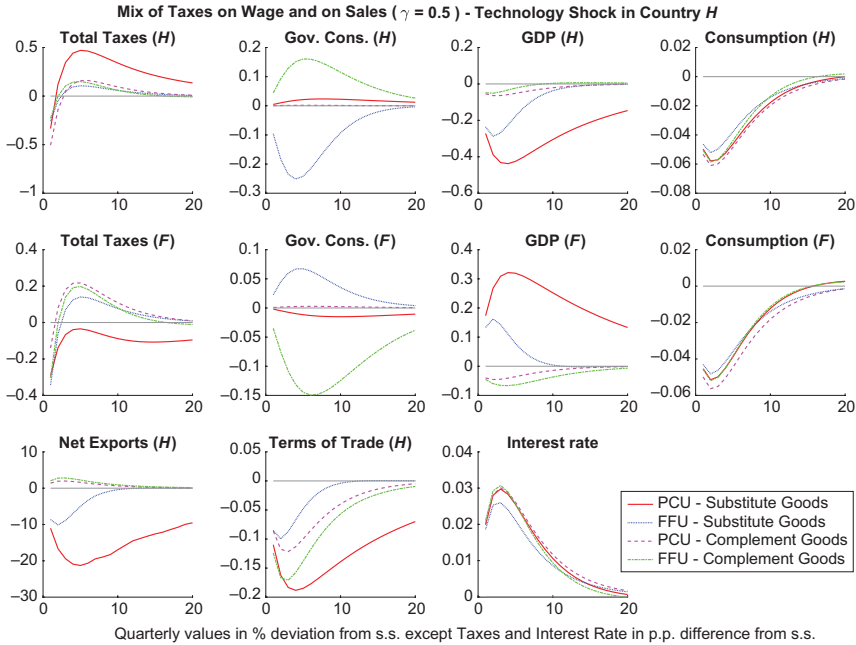 Mix of Taxes on Wage and on Sales ( γ = 0.5 ) - Technology Shock in Country H
Total Taxes (H)
0.5
0
−0.5
−1
0 10 20
Gov. Cons. (H)
0.2
0.1
0
−0.1
−0.2
−0.3
0 10 20
GDP (H)
0.2
0
−0.2
−0.4
−0.6
0 10 20
Consumption (H)
0.02
0
−0.02
−0.04
−0.06
−0.08
0 10 20
Total Taxes (F)
0.4
0.2
0
−0.2
−0.4
0 10 20
Gov. Cons. (F)
0.1
0.05
0
−0.05
−0.1
−0.15
0 10 20
GDP (F)
0.4
0.3
0.2
0.1
0
−0.1
0 10 20
Consumption (F)
0.02
0
−0.02
−0.04
−0.06
0 10 20
Net Exports (H)
10
0
−10
−20
−30
0 10 20
Terms of Trade (H)
0.05
0
−0.05
−0.1
−0.15
−0.2
0 10 20
Interest rate
0.04
0.03
0.02
0.01
0
0 10 20
PCU - Substitute Goods
FFU - Substitute Goods
PCU - Complement Goods
FFU - Complement Goods
Quarterly values in % deviation from s.s. except Taxes and Interest Rate in p.p. difference from s.s.